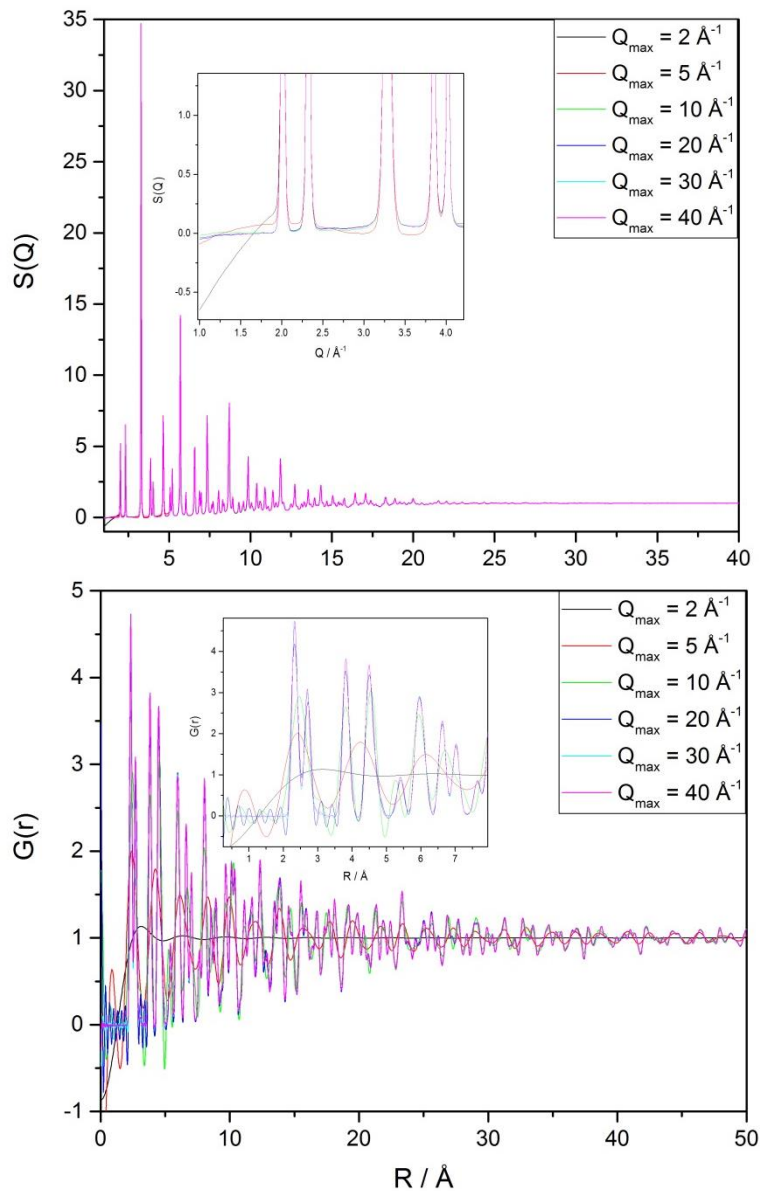 35
30
25
20
15
10
5
0
S(Q)
Q_max = 2 Å⁻¹
Q_max = 5 Å⁻¹
Q_max = 10 Å⁻¹
Q_max = 20 Å⁻¹
Q_max = 30 Å⁻¹
Q_max = 40 Å⁻¹
1.0
0.5
0.0
-0.5
S(Q)
1.0 1.5 2.0 2.5 3.0 3.5 4.0
Q / Å⁻¹
5 10 15 20 25 30 35 40
5
4
3
2
1
0
-1
G(r)
Q_max = 2 Å⁻¹
Q_max = 5 Å⁻¹
Q_max = 10 Å⁻¹
Q_max = 20 Å⁻¹
Q_max = 30 Å⁻¹
Q_max = 40 Å⁻¹
4
3
2
1
0
G(r)
1 2 3 4 5 6 7
R / Å
0 10 20 30 40 50
R / Å